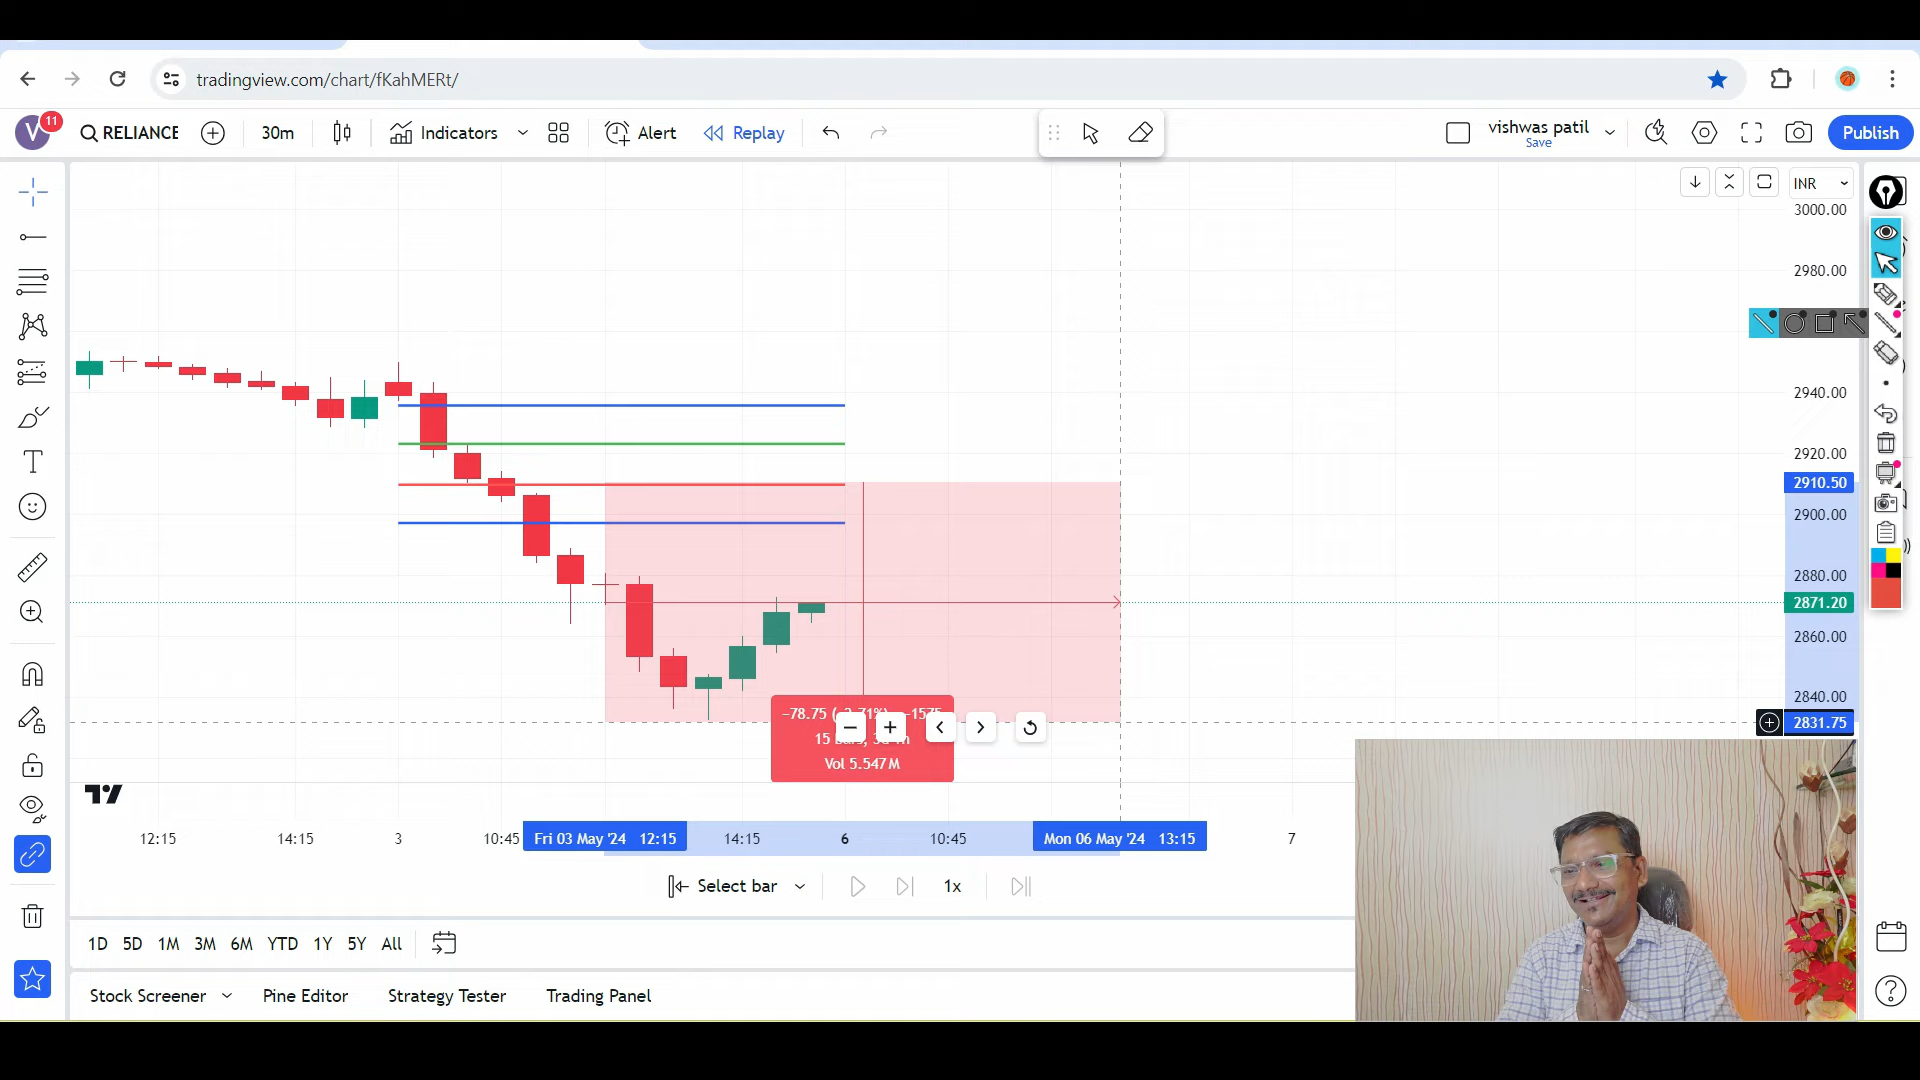 tradingview.com/chart/fKahMERt/
V
11
RELIANCE
30m
Indicators
Alert
Replay
vishwas patil
Save
Publish
INR
3000.00
2980.00
2940.00
2920.00
2910.50
2900.00
2880.00
2871.20
2860.00
2840.00
2831.75
−78.75
15
Vol 5.547 M
12:15
14:15
3
10:45
Fri 03 May '24 12:15
14:15
6
10:45
Mon 06 May '24 13:15
7
Select bar
1x
1D 5D 1M 3M 6M YTD 1Y 5Y All
Stock Screener
Pine Editor
Strategy Tester
Trading Panel